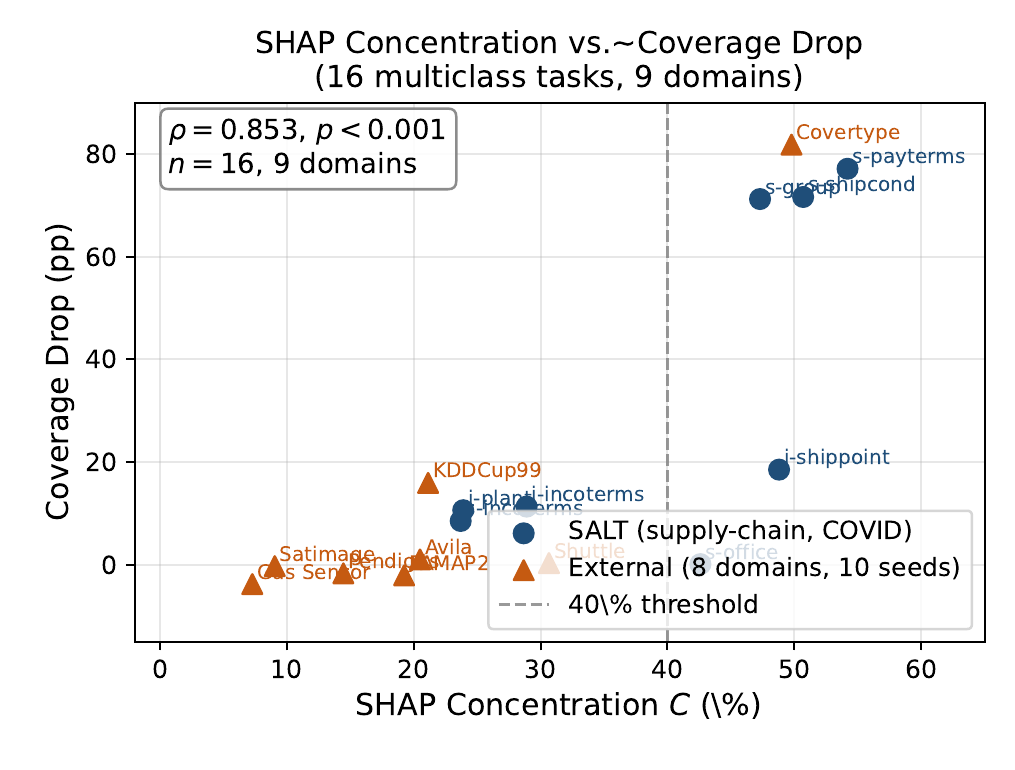 SHAP Concentration vs.~Coverage Drop
(16 multiclass tasks, 9 domains)
ρ = 0.853, p < 0.001
n = 16, 9 domains
Coverage Drop (pp)
80
60
40
20
0
Covertype
s-payterms
s-group
s-shipcond
i-shippoint
KDDCup99
i-plant
i-incoterms
Avila
Satimage
Gas Sensor
Shuttle
s-office
SALT (supply-chain, COVID)
External (8 domains, 10 seeds)
40\% threshold
0 10 20 30 40 50 60
SHAP Concentration C (\%)